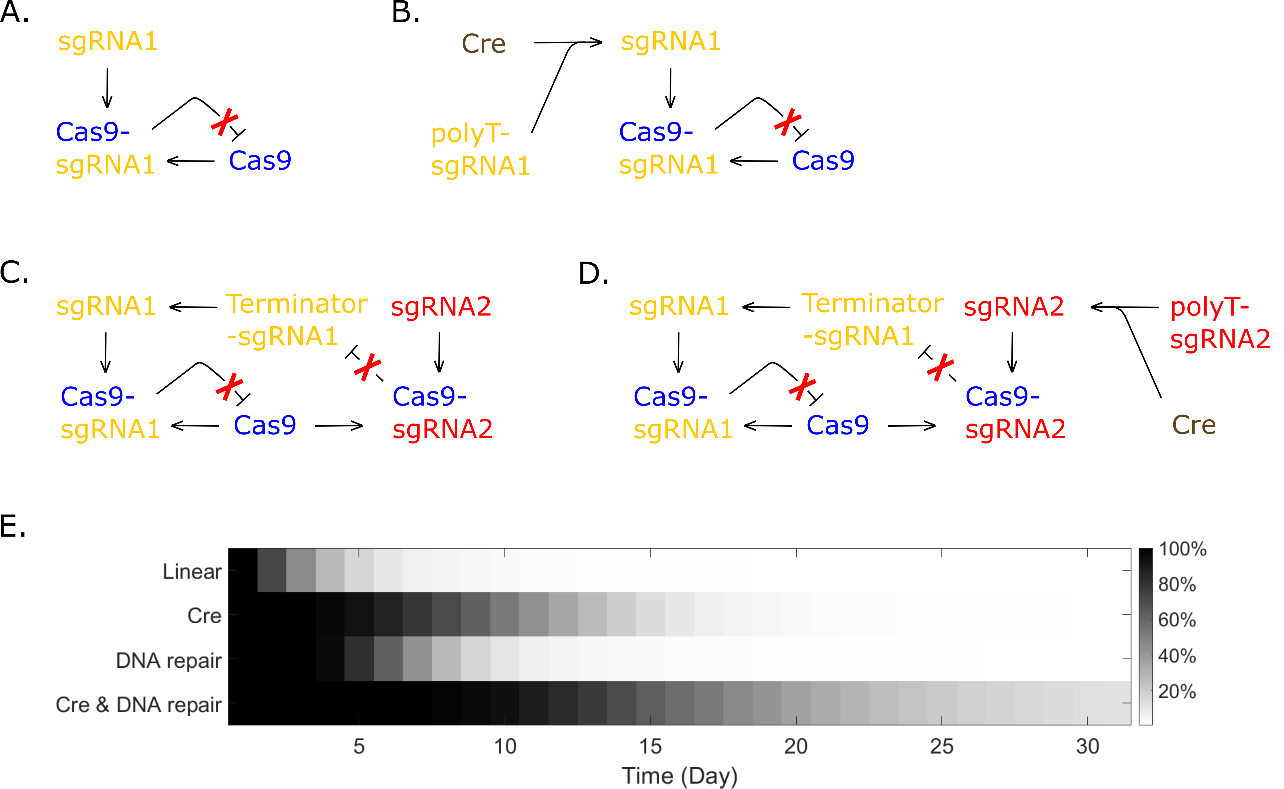 A.
sgRNA1
Cas9-
sgRNA1
Cas9
B.
Cre
sgRNA1
polyT-
sgRNA1
Cas9-
sgRNA1
Cas9
C.
sgRNA1
Terminator
-sgRNA1
sgRNA2
Cas9-
sgRNA1
Cas9
Cas9-
sgRNA2
D.
sgRNA1
Terminator
-sgRNA1
sgRNA2
polyT-
sgRNA2
Cas9-
sgRNA1
Cas9
Cas9-
sgRNA2
Cre
E.
Linear
Cre
DNA repair
Cre & DNA repair
5
10
15
20
25
30
Time (Day)
100%
80%
60%
40%
20%